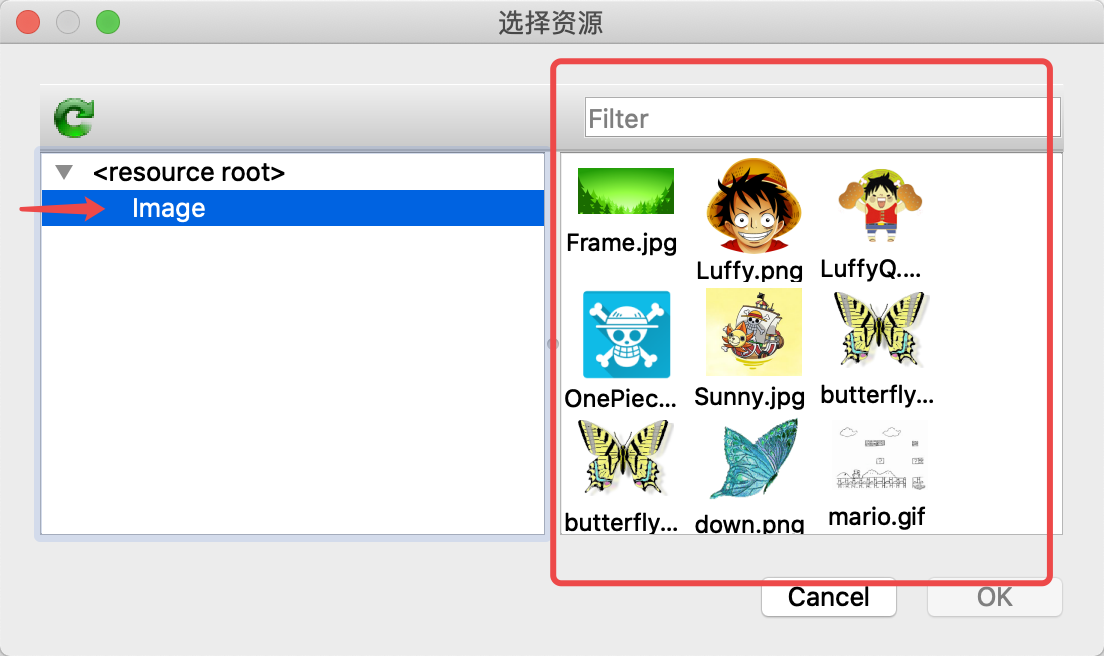 选择资源
Filter
<resource root>
Image
Frame.jpg
Luffy.png
LuffyQ....
OnePiec...
Sunny.jpg
butterfly...
butterfly...
down.png
mario.gif
Cancel
OK